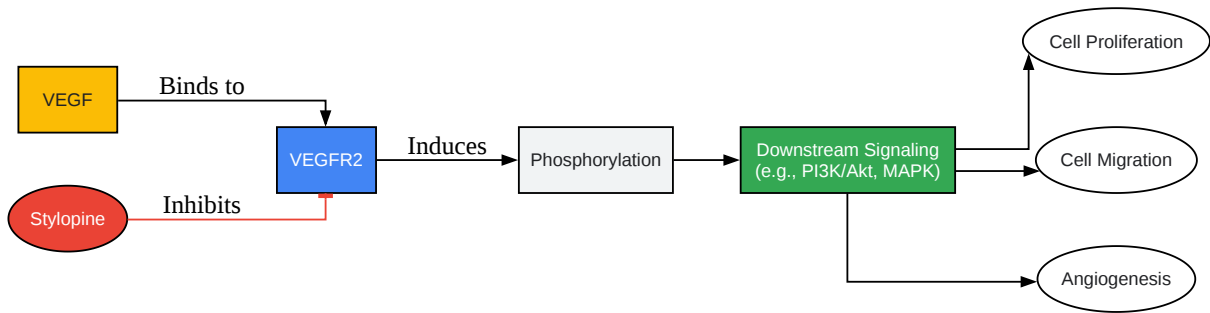 VEGF
Binds to
VEGFR2
Stylopine
Inhibits
Induces
Phosphorylation
Downstream Signaling
(e.g., PI3K/Akt, MAPK)
Cell Proliferation
Cell Migration
Angiogenesis